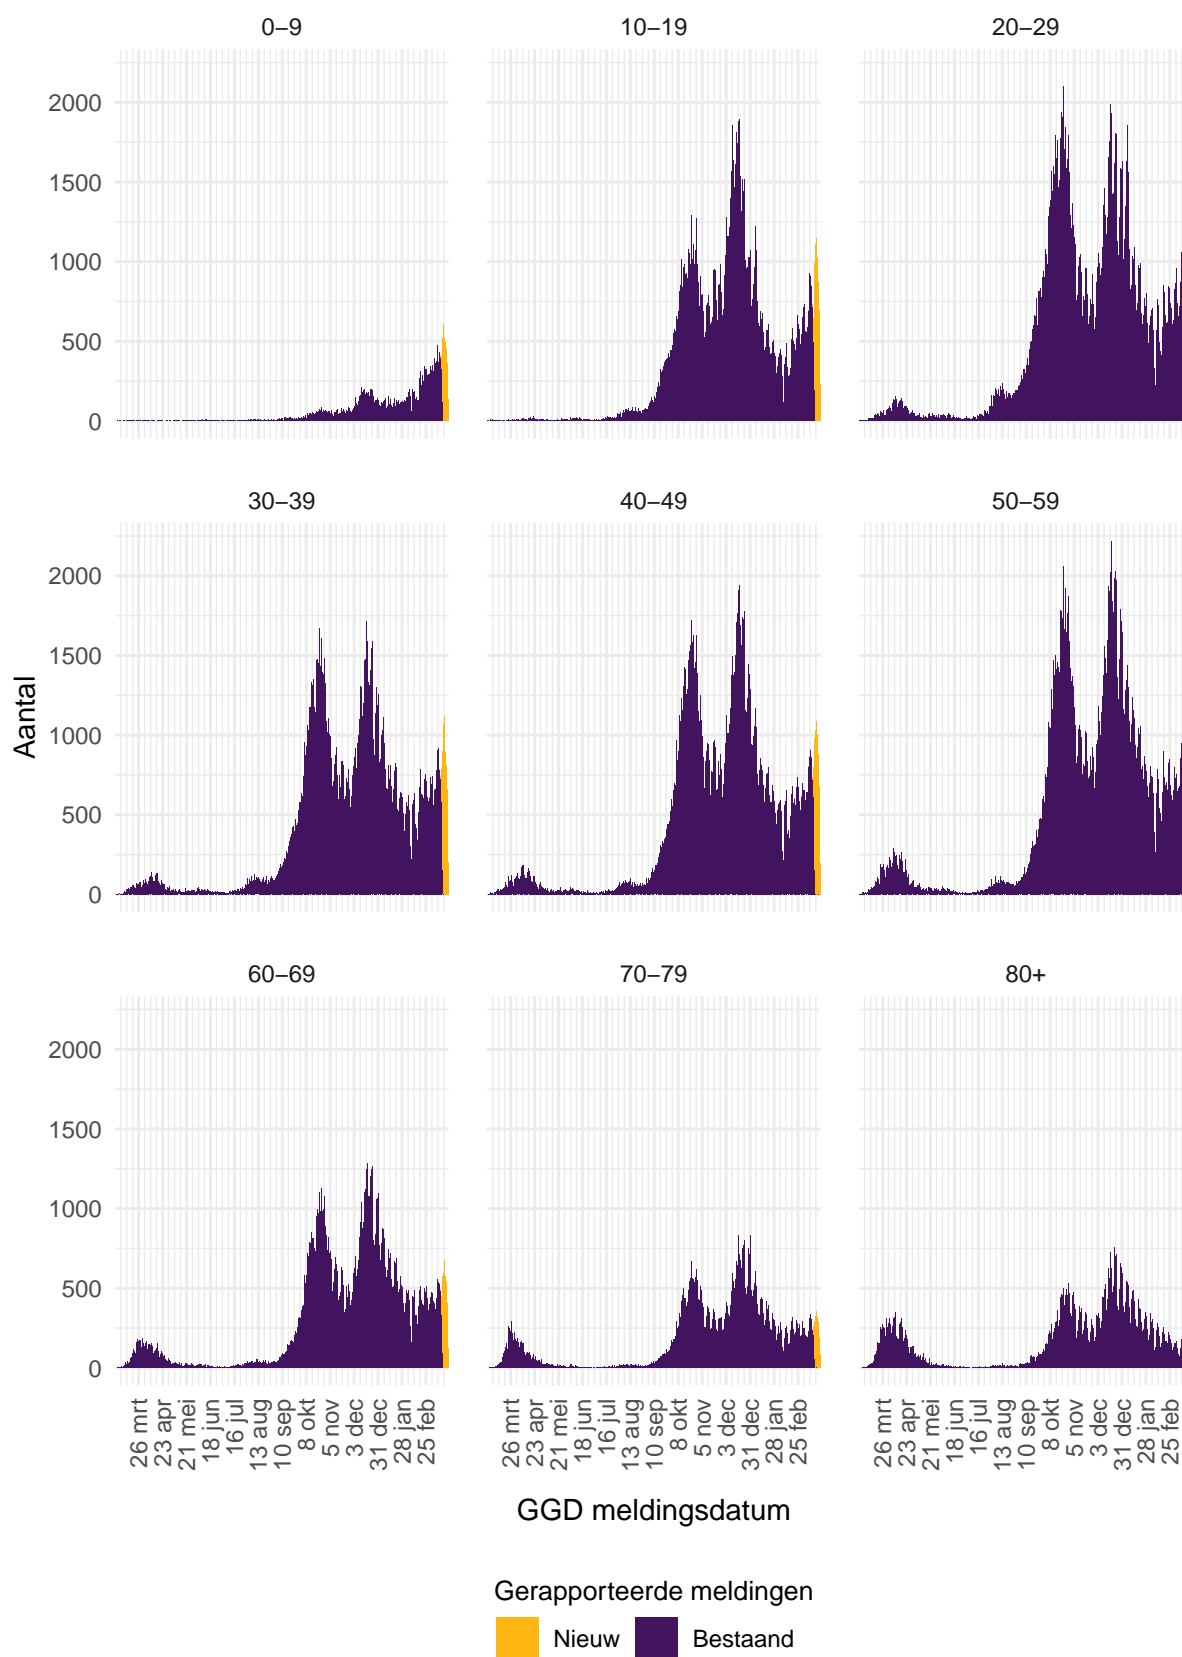 0–9 10–19 20–29
2000
1500
1000
500
0
30–39 40–49 50–59
2000
1500
1000
500
0
60–69 70–79 80+
2000
1500
1000
500
0
Aantal
26 mrt 23 apr 21 mei 18 jun 16 jul 13 aug 10 sep 8 okt 5 nov 3 dec 31 dec 28 jan 25 feb
26 mrt 23 apr 21 mei 18 jun 16 jul 13 aug 10 sep 8 okt 5 nov 3 dec 31 dec 28 jan 25 feb
26 mrt 23 apr 21 mei 18 jun 16 jul 13 aug 10 sep 8 okt 5 nov 3 dec 31 dec 28 jan 25 feb
GGD meldingsdatum
Gerapporteerde meldingen
Nieuw Bestaand